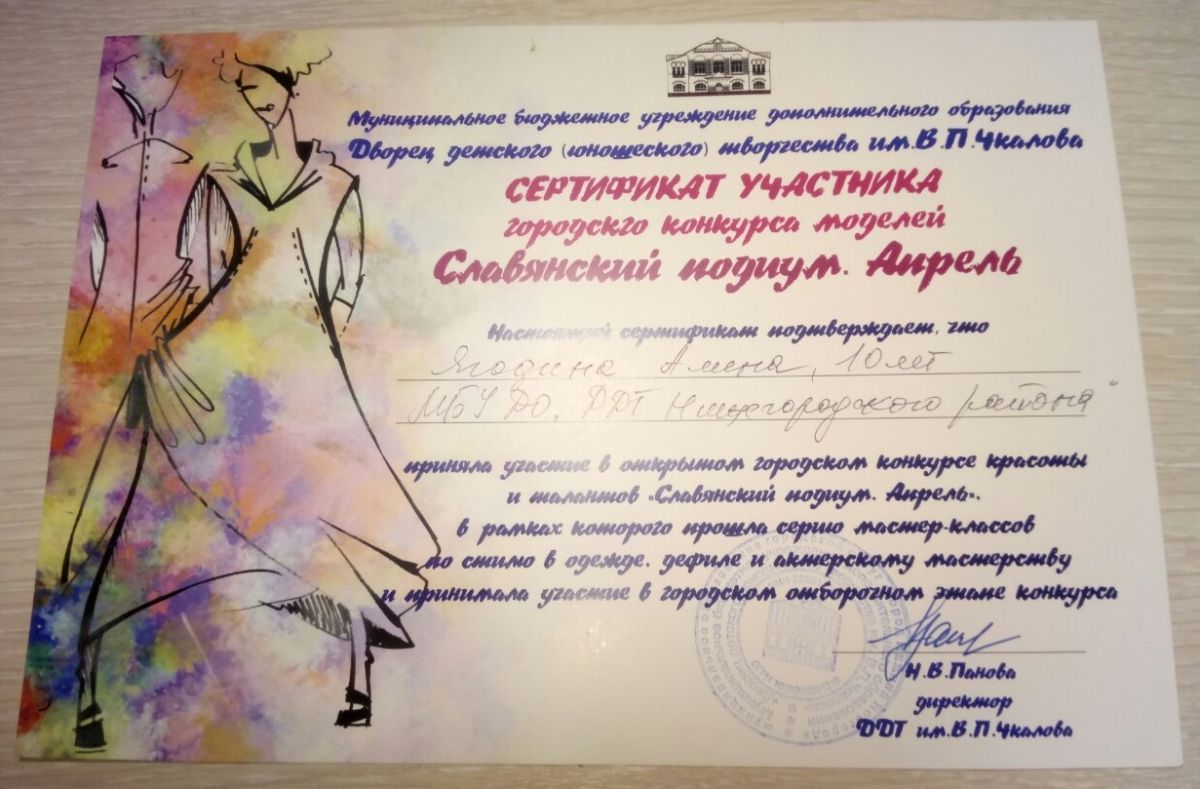 Муниципальное бюджетное учреждение дополнительного образования
Дворец детского (юношеского) творчества им.В.П.Чкалова
СЕРТИФИКАТ УЧАСТНИКА
городскго конкурса моделей
Славянский подиум. Апрель
Настоящий сертификат подтверждает, что
Ягодина Алена, 10 лет
МБУ ДО. ДДТ Нижегородского района"
приняла участие в открытом городском конкурсе красоты
и талантов «Славянский подиум. Апрель»,
в рамках которого прошла серию мастер-классов
по стилю в одежде, дефиле и актерскому мастерству
и принимала участие в городском отборочном этапе конкурса
Н.В.Панова
директор
ДДТ им.В.П.Чкалова